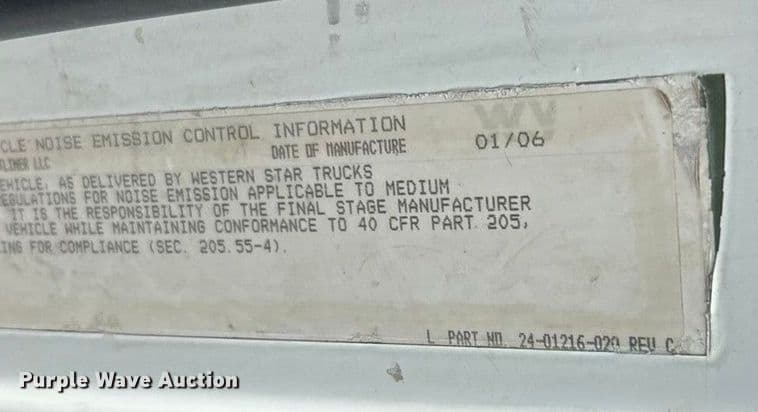 CLE NOISE EMISSION CONTROL INFORMATION
LINER LLC
DATE OF MANUFACTURE 01/06
EHICLE, AS DELIVERED BY WESTERN STAR TRUCKS
EGULATIONS FOR NOISE EMISSION APPLICABLE TO MEDIUM
IT IS THE RESPONSIBILITY OF THE FINAL STAGE MANUFACTURER
VEHICLE WHILE MAINTAINING CONFORMANCE TO 40 CFR PART 205,
ING FOR COMPLIANCE (SEC. 205.55-4).
L PART NO. 24-01216-020 REV C
Purple Wave Auction